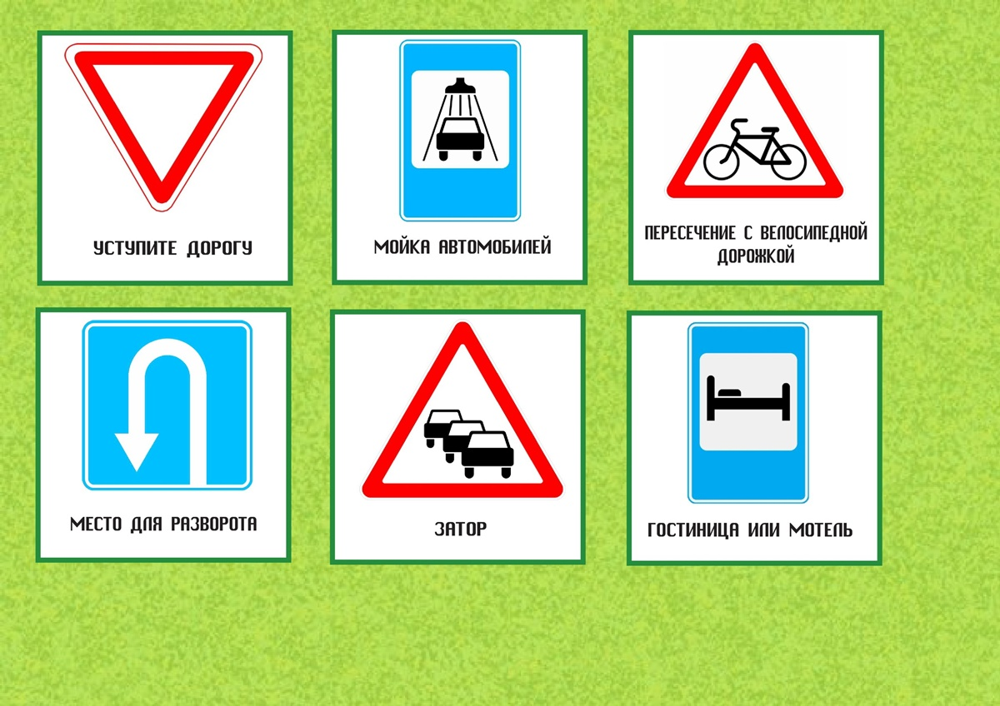 УСТУПИТЕ ДОРОГУ
МОЙКА АВТОМОБИЛЕЙ
ПЕРЕСЕЧЕНИЕ С ВЕЛОСИПЕДНОЙ
ДОРОЖКОЙ
МЕСТО ДЛЯ РАЗВОРОТА
ЗАТОР
ГОСТИНИЦА ИЛИ МОТЕЛЬ